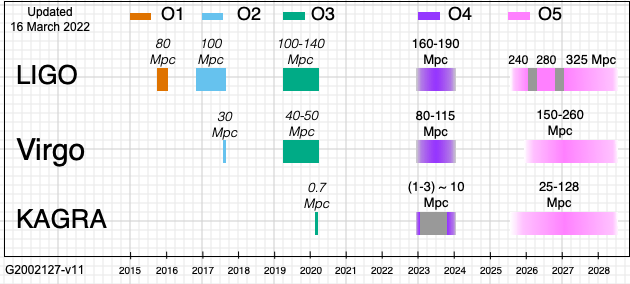 Updated
16 March 2022
O1 O2 O3 O4 O5
80
Mpc
100
Mpc
100-140
Mpc
160-190
Mpc
240 280 325 Mpc
LIGO
30
Mpc
40-50
Mpc
80-115
Mpc
150-260
Mpc
Virgo
0.7
Mpc
(1-3) ~ 10
Mpc
25-128
Mpc
KAGRA
G2002127-v11 2015 2016 2017 2018 2019 2020 2021 2022 2023 2024 2025 2026 2027 2028